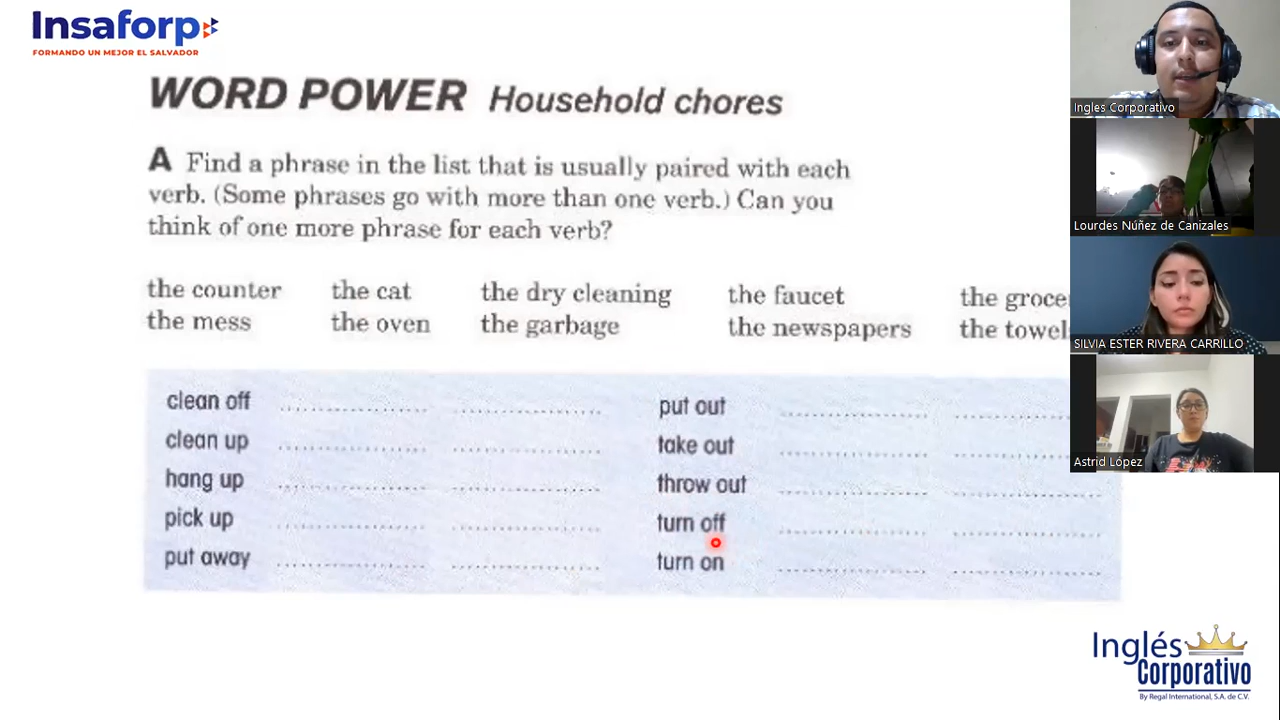 Insaforp
FORMANDO UN MEJOR EL SALVADOR
WORD POWER Household chores
A Find a phrase in the list that is usually paired with each
verb. (Some phrases go with more than one verb.) Can you
think of one more phrase for each verb?
the counter the cat the dry cleaning the faucet the
the mess the oven the garbage the newspapers the
clean off
clean up
hang up
pick up
put away
put out
take out
throw out
turn off
turn on
Ingles Corporativo
Lourdes Núñez de Canizales
SILVIA ESTER RIVERA CARRILLO
Astrid López
Inglés
Corporativo
By Regal International, S.A. de C.V.